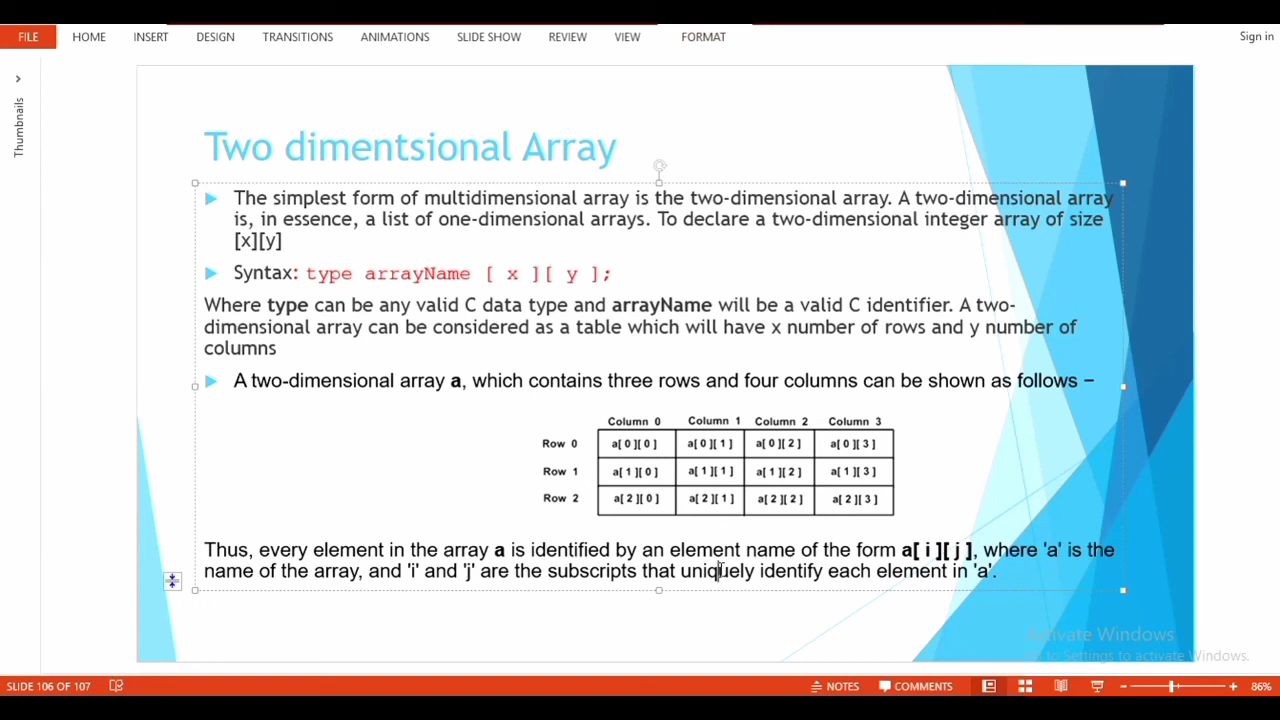 FILE HOME INSERT DESIGN TRANSITIONS ANIMATIONS SLIDE SHOW REVIEW VIEW FORMAT Sign in
Thumbnails
Two dimentsional Array
The simplest form of multidimensional array is the two-dimensional array. A two-dimensional array
is, in essence, a list of one-dimensional arrays. To declare a two-dimensional integer array of size
[x][y]
Syntax: type arrayName [ x ][ y ];
Where type can be any valid C data type and arrayName will be a valid C identifier. A two-
dimensional array can be considered as a table which will have x number of rows and y number of
columns
A two-dimensional array a, which contains three rows and four columns can be shown as follows −
Column 0 Column 1 Column 2 Column 3
Row 0 a[ 0 ][ 0 ] a[ 0 ][ 1 ] a[ 0 ][ 2 ] a[ 0 ][ 3 ]
Row 1 a[ 1 ][ 0 ] a[ 1 ][ 1 ] a[ 1 ][ 2 ] a[ 1 ][ 3 ]
Row 2 a[ 2 ][ 0 ] a[ 2 ][ 1 ] a[ 2 ][ 2 ] a[ 2 ][ 3 ]
Thus, every element in the array a is identified by an element name of the form a[ i ][ j ], where 'a' is the
name of the array, and 'i' and 'j' are the subscripts that uniquely identify each element in 'a'.
Activate Windows
Go to Settings to activate Windows.
SLIDE 106 OF 107 NOTES COMMENTS 86%